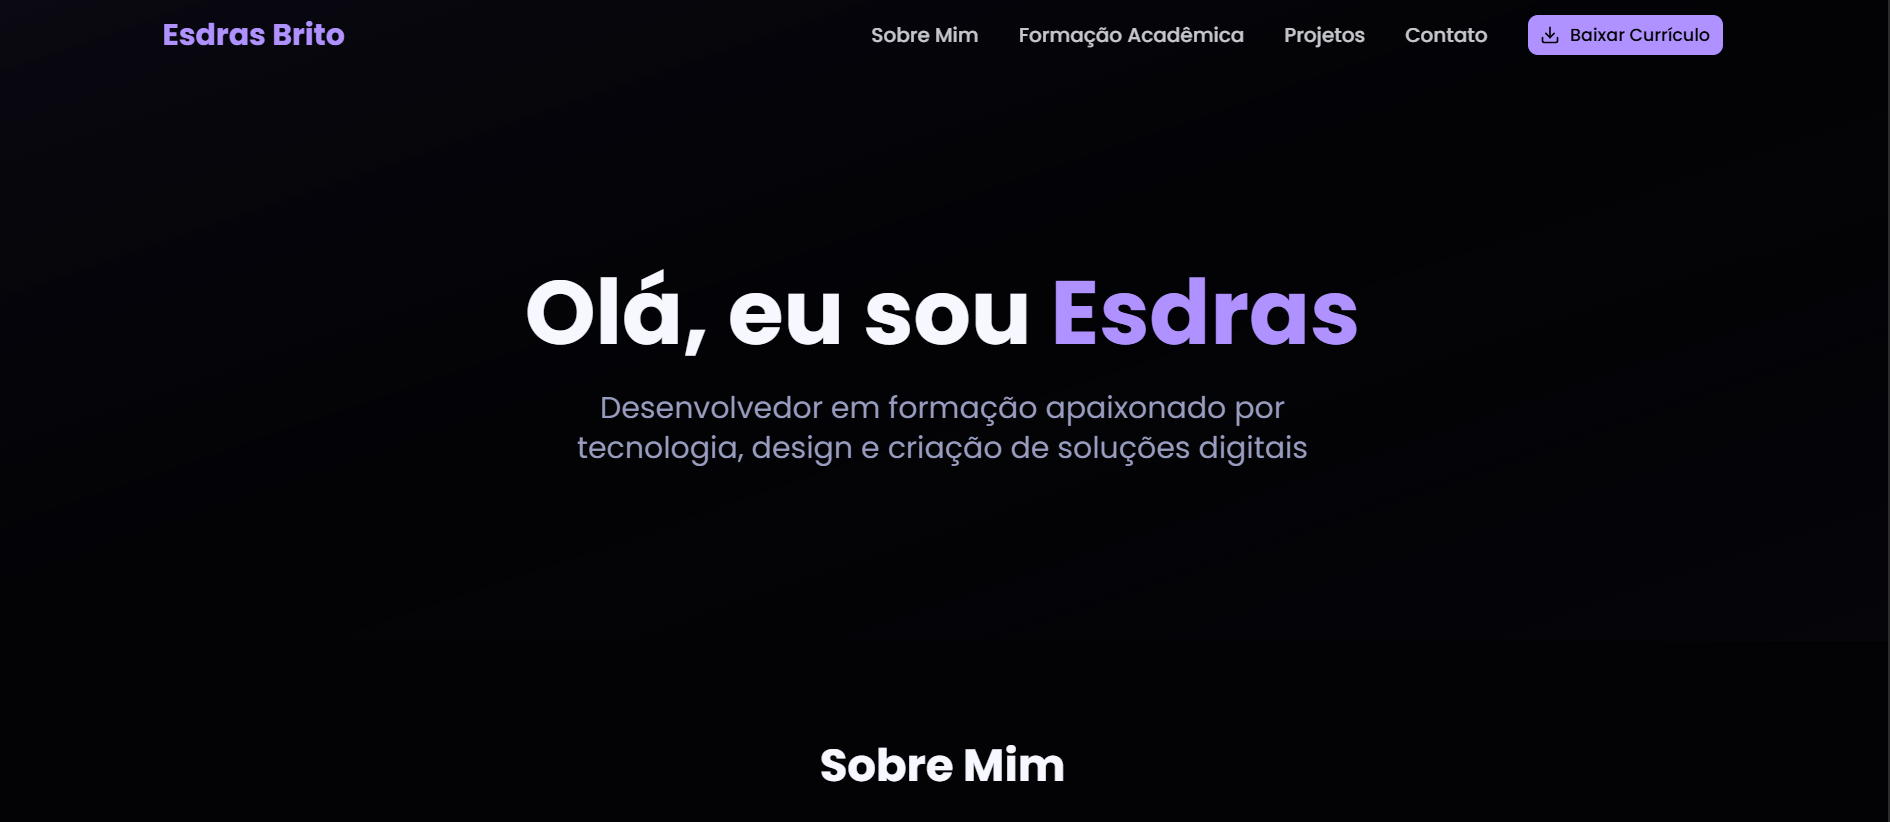 Esdras Brito
Sobre Mim
Formação Acadêmica
Projetos
Contato
Baixar Currículo
Olá, eu sou Esdras
Desenvolvedor em formação apaixonado por
tecnologia, design e criação de soluções digitais
Sobre Mim